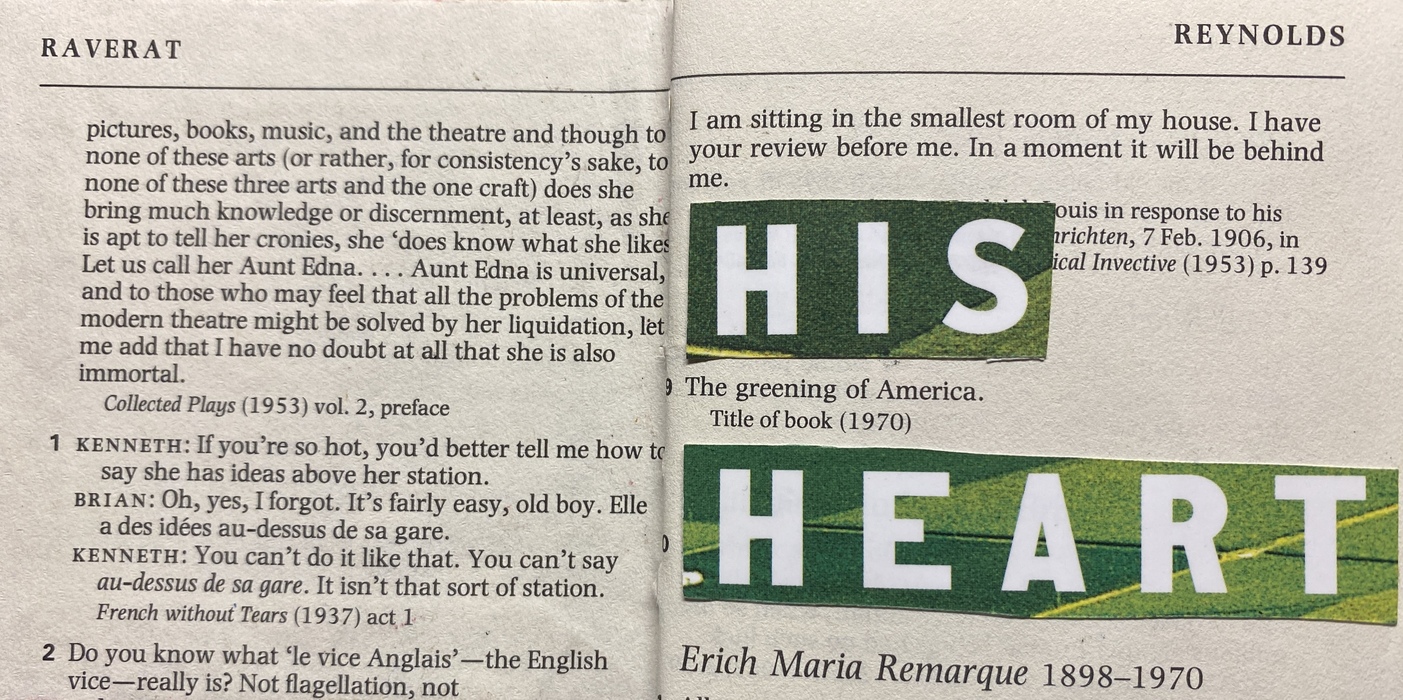 RAVERAT
pictures, books, music, and the theatre and though to
none of these arts (or rather, for consistency's sake, to
none of these three arts and the one craft) does she
bring much knowledge or discernment, at least, as she
is apt to tell her cronies, she ‘does know what she likes
Let us call her Aunt Edna. . . . Aunt Edna is universal,
and to those who may feel that all the problems of the
modern theatre might be solved by her liquidation, let
me add that I have no doubt at all that she is also
immortal.
Collected Plays (1953) vol. 2, preface
1 KENNETH: If you're so hot, you'd better tell me how to
say she has ideas above her station.
BRIAN: Oh, yes, I forgot. It's fairly easy, old boy. Elle
a des idées au-dessus de sa gare.
KENNETH: You can't do it like that. You can't say
au-dessus de sa gare. It isn't that sort of station.
French without Tears (1937) act 1
2 Do you know what ‘le vice Anglais’—the English
vice—really is? Not flagellation, not
REYNOLDS
I am sitting in the smallest room of my house. I have
your review before me. In a moment it will be behind
me.
ouis in response to his
hrichten, 7 Feb. 1906, in
ical Invective (1953) p. 139
HIS
9 The greening of America.
Title of book (1970)
HEART
0
Erich Maria Remarque 1898–1970